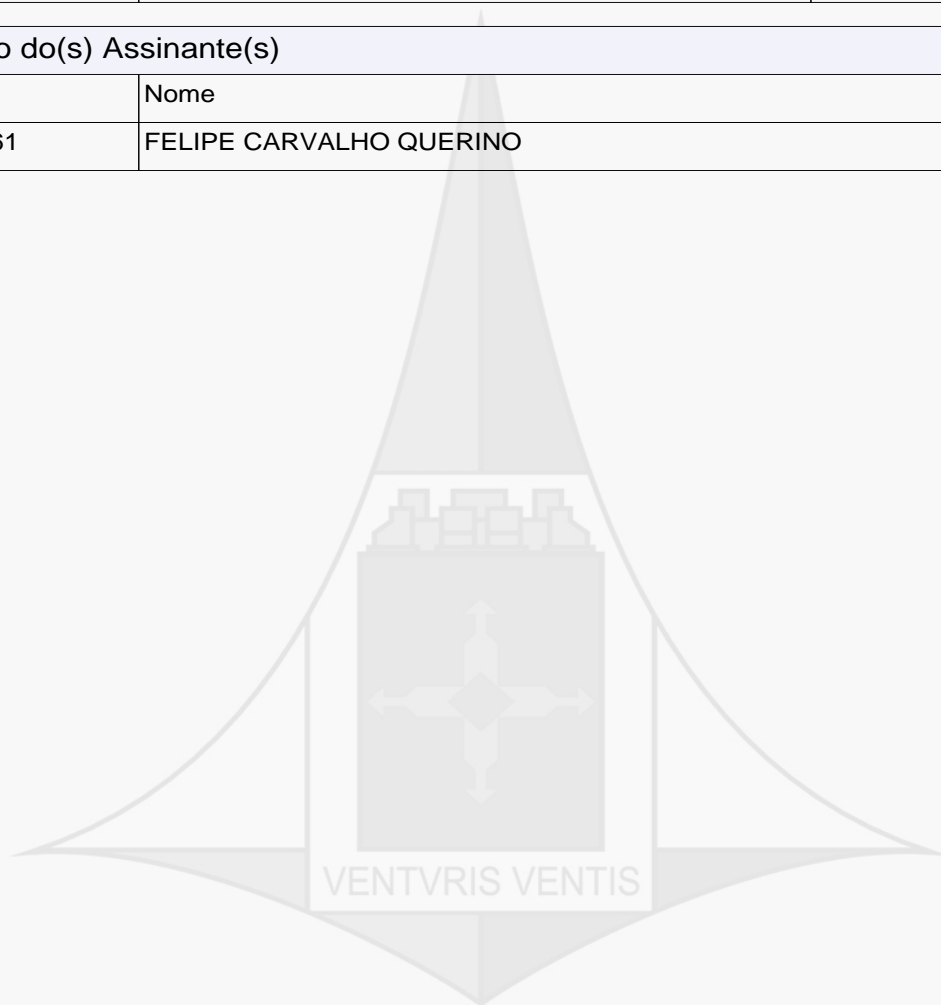 o do(s) Assinante(s)
Nome
61 FELIPE CARVALHO QUERINO
VENTVRIS VENTIS